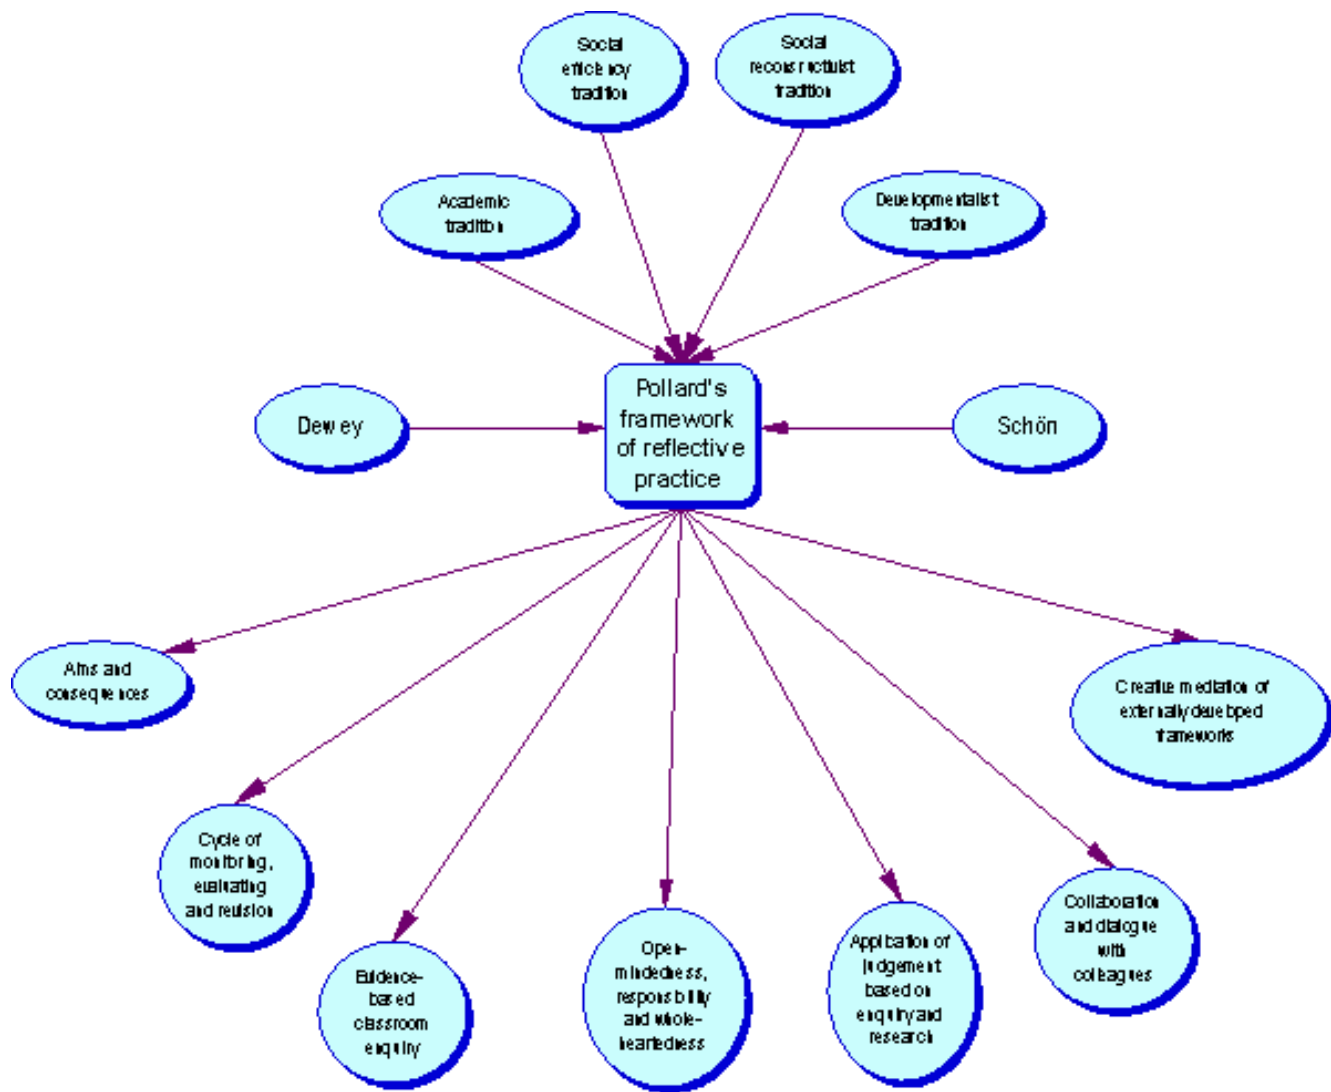 Social
efficiency
tradition
Social
reconstructiuist
tradition
Academic
tradition
Developmentalist
tradition
Pollard's
framework
of reflective
practice
Dewey
Schön
Aims and
consequences
Creative mediation of
externally developed
frameworks
Cycle of
monitoring,
evaluating
and revision
Collaboration
and dialogue
with
colleagues
Evidence-
based
classroom
enquiry
Open-
mindedness,
responsibility
and whole-
heartedness
Application of
judgement
based on
enquiry and
research